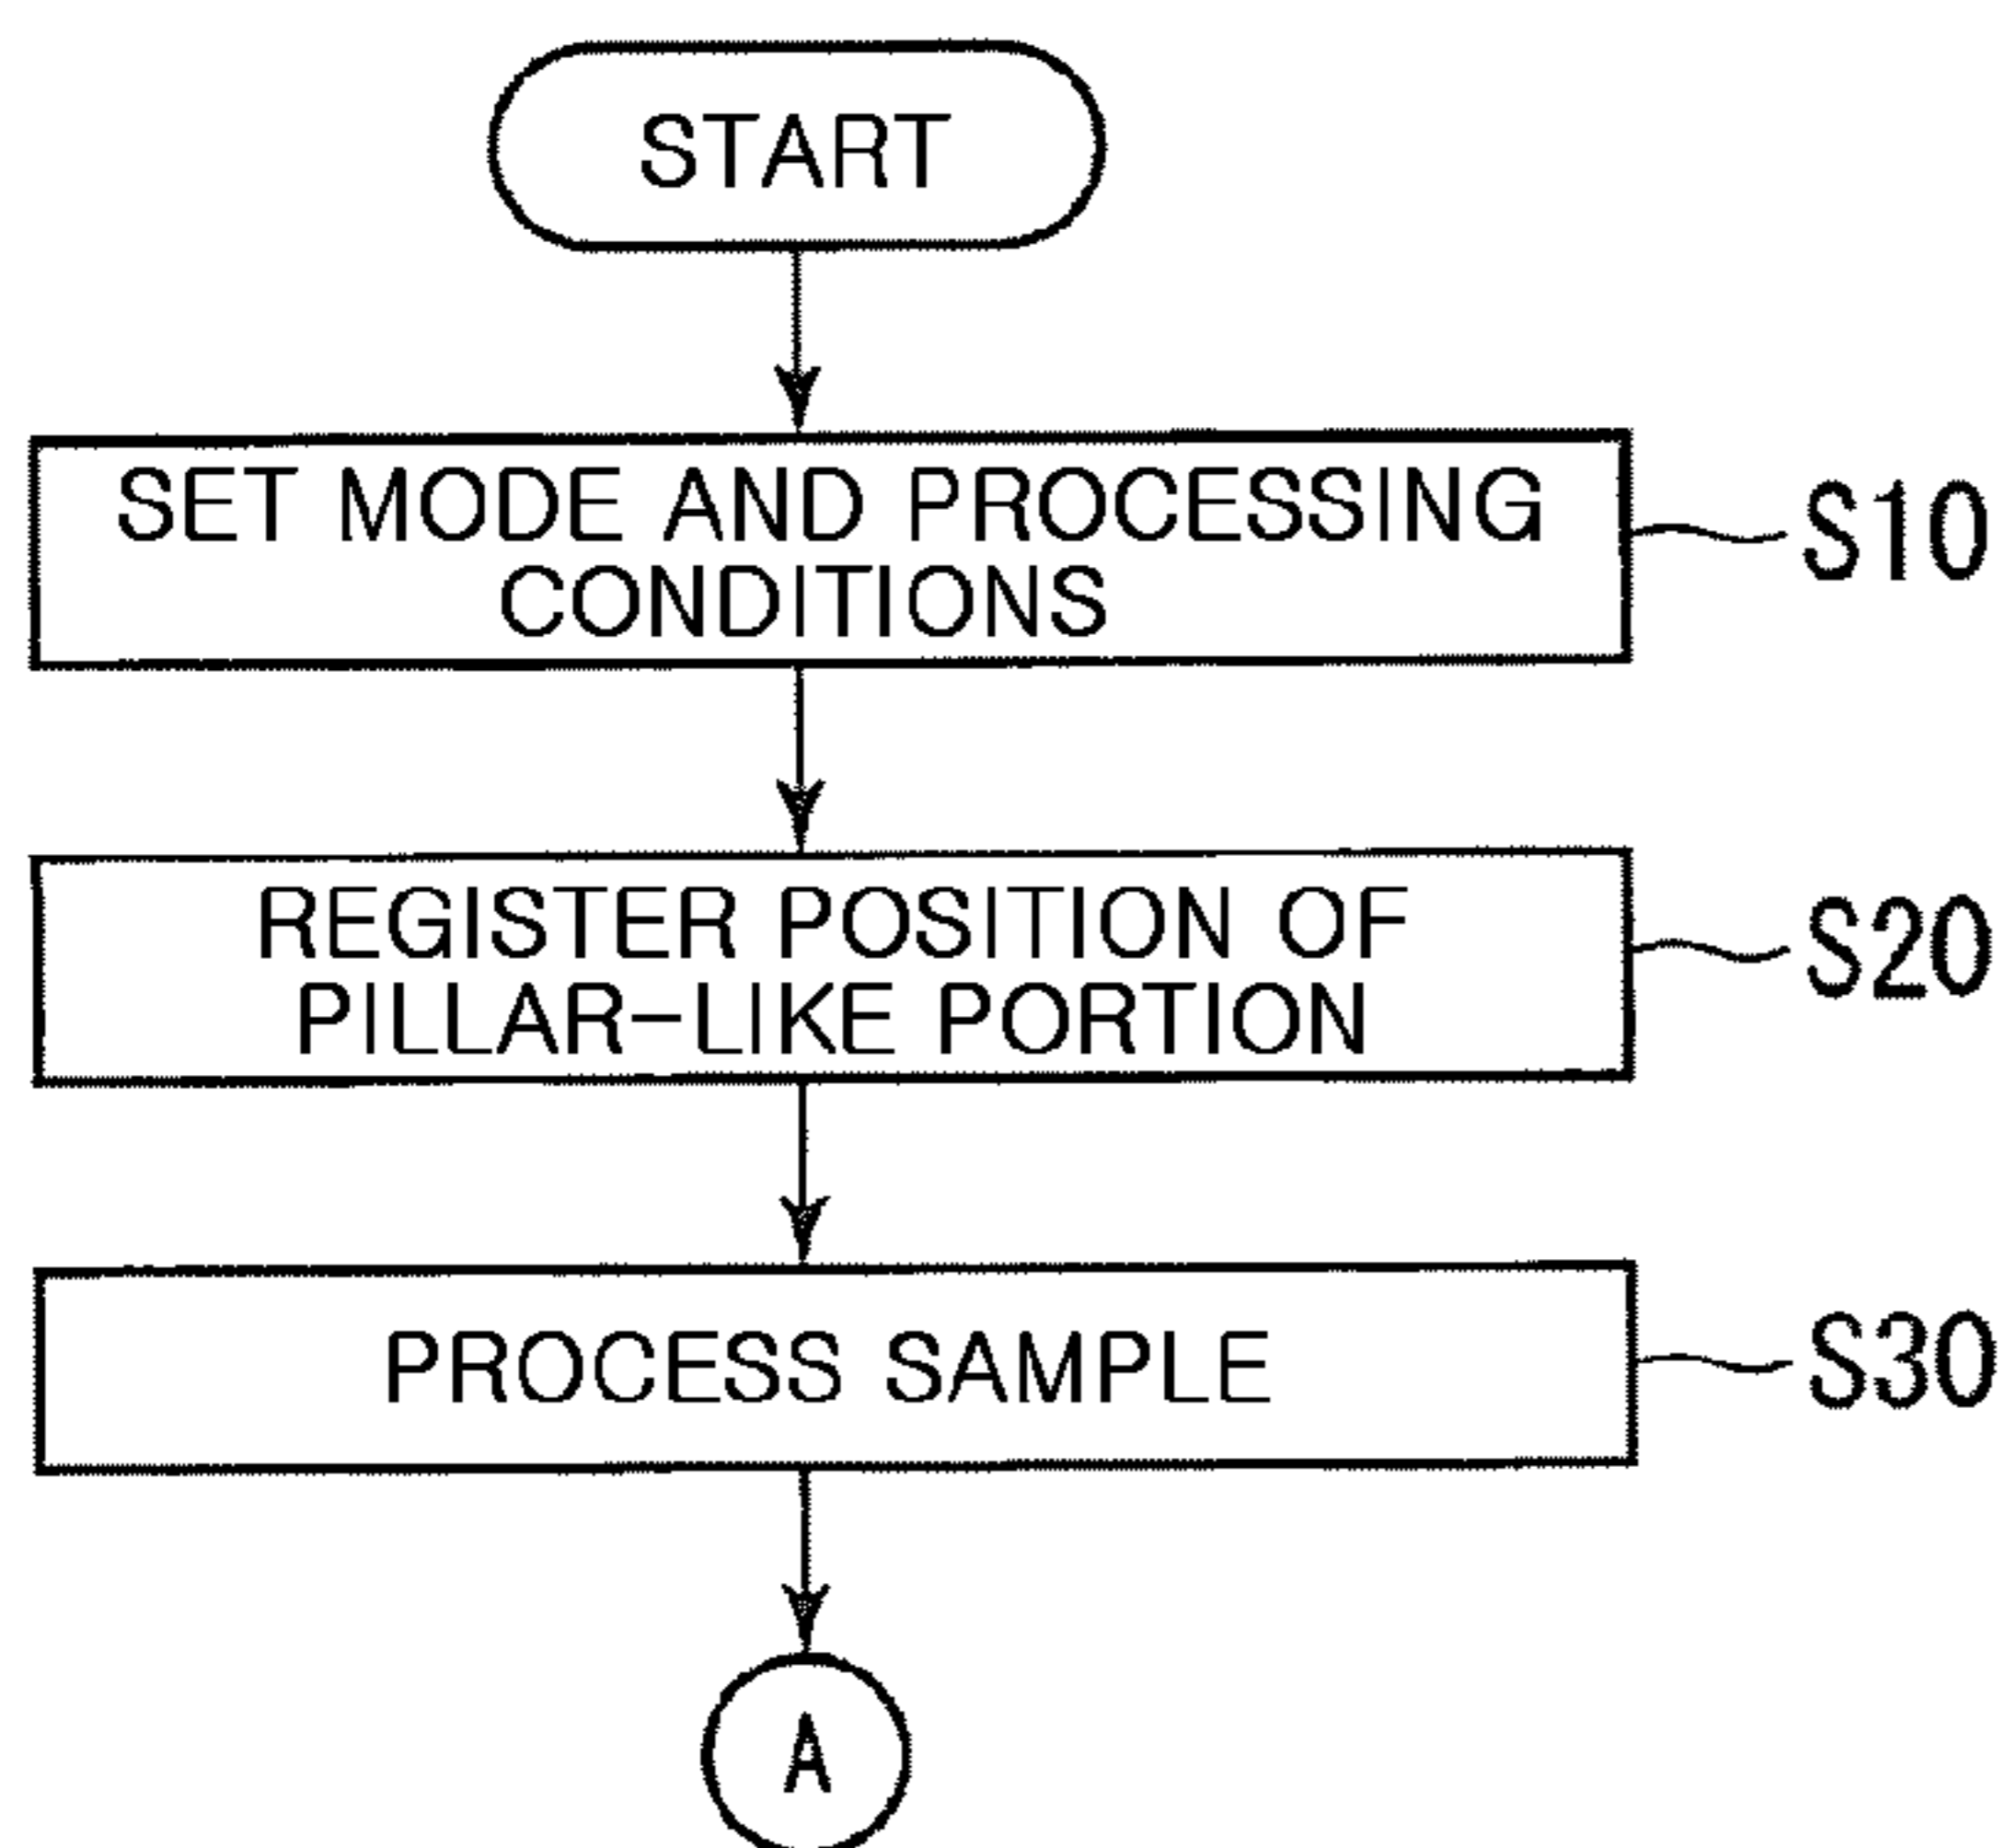 START
SET MODE AND PROCESSING
CONDITIONS
S10
REGISTER POSITION OF
PILLAR-LIKE PORTION
S20
PROCESS SAMPLE
S30
A